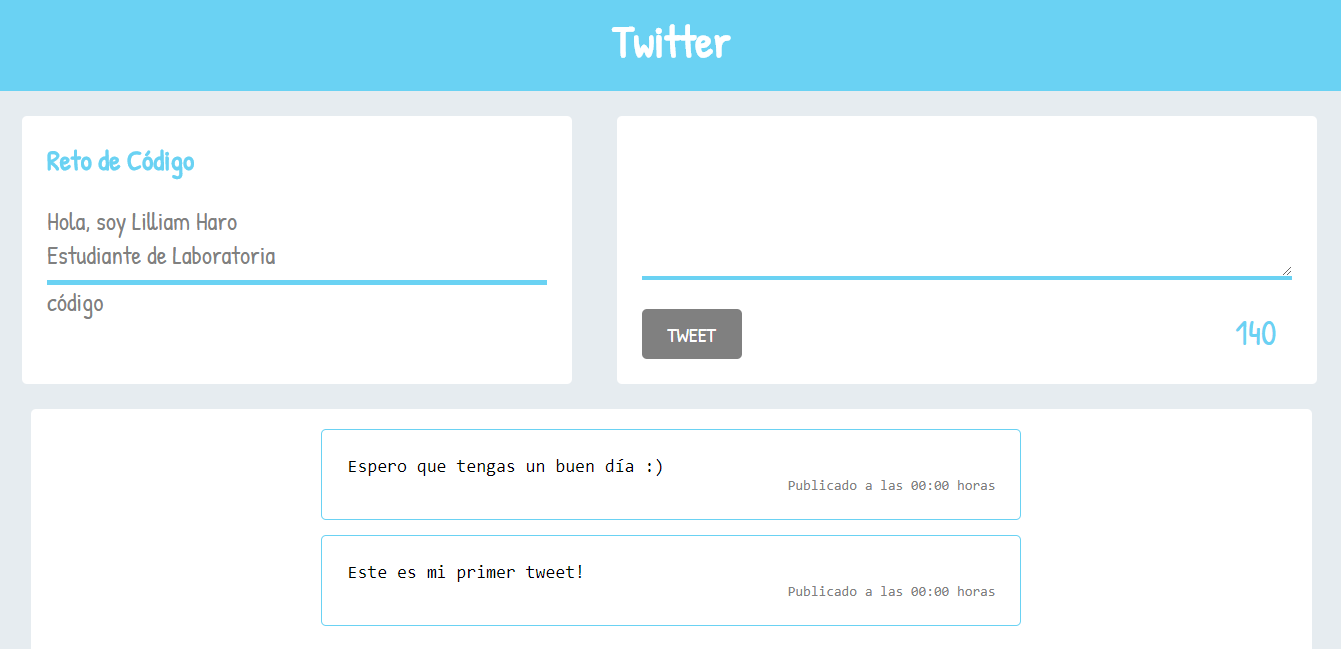 Twitter
Reto de Código
Hola, soy Lilliam Haro
Estudiante de Laboratoria
código
TWEET
140
Espero que tengas un buen día :)
Publicado a las 00:00 horas
Este es mi primer tweet!
Publicado a las 00:00 horas